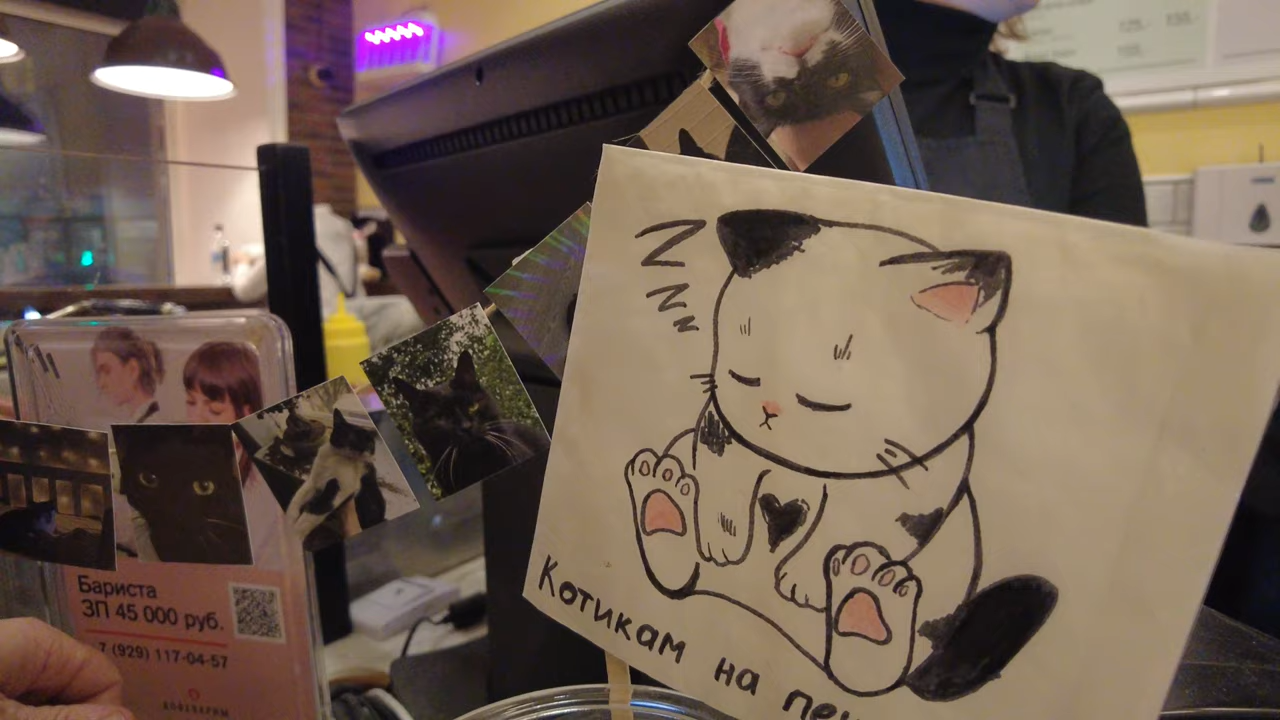 Z
Z
Z
Котикам на
Бариста
ЗП 45 000 руб.
7 (929) 117-04-57